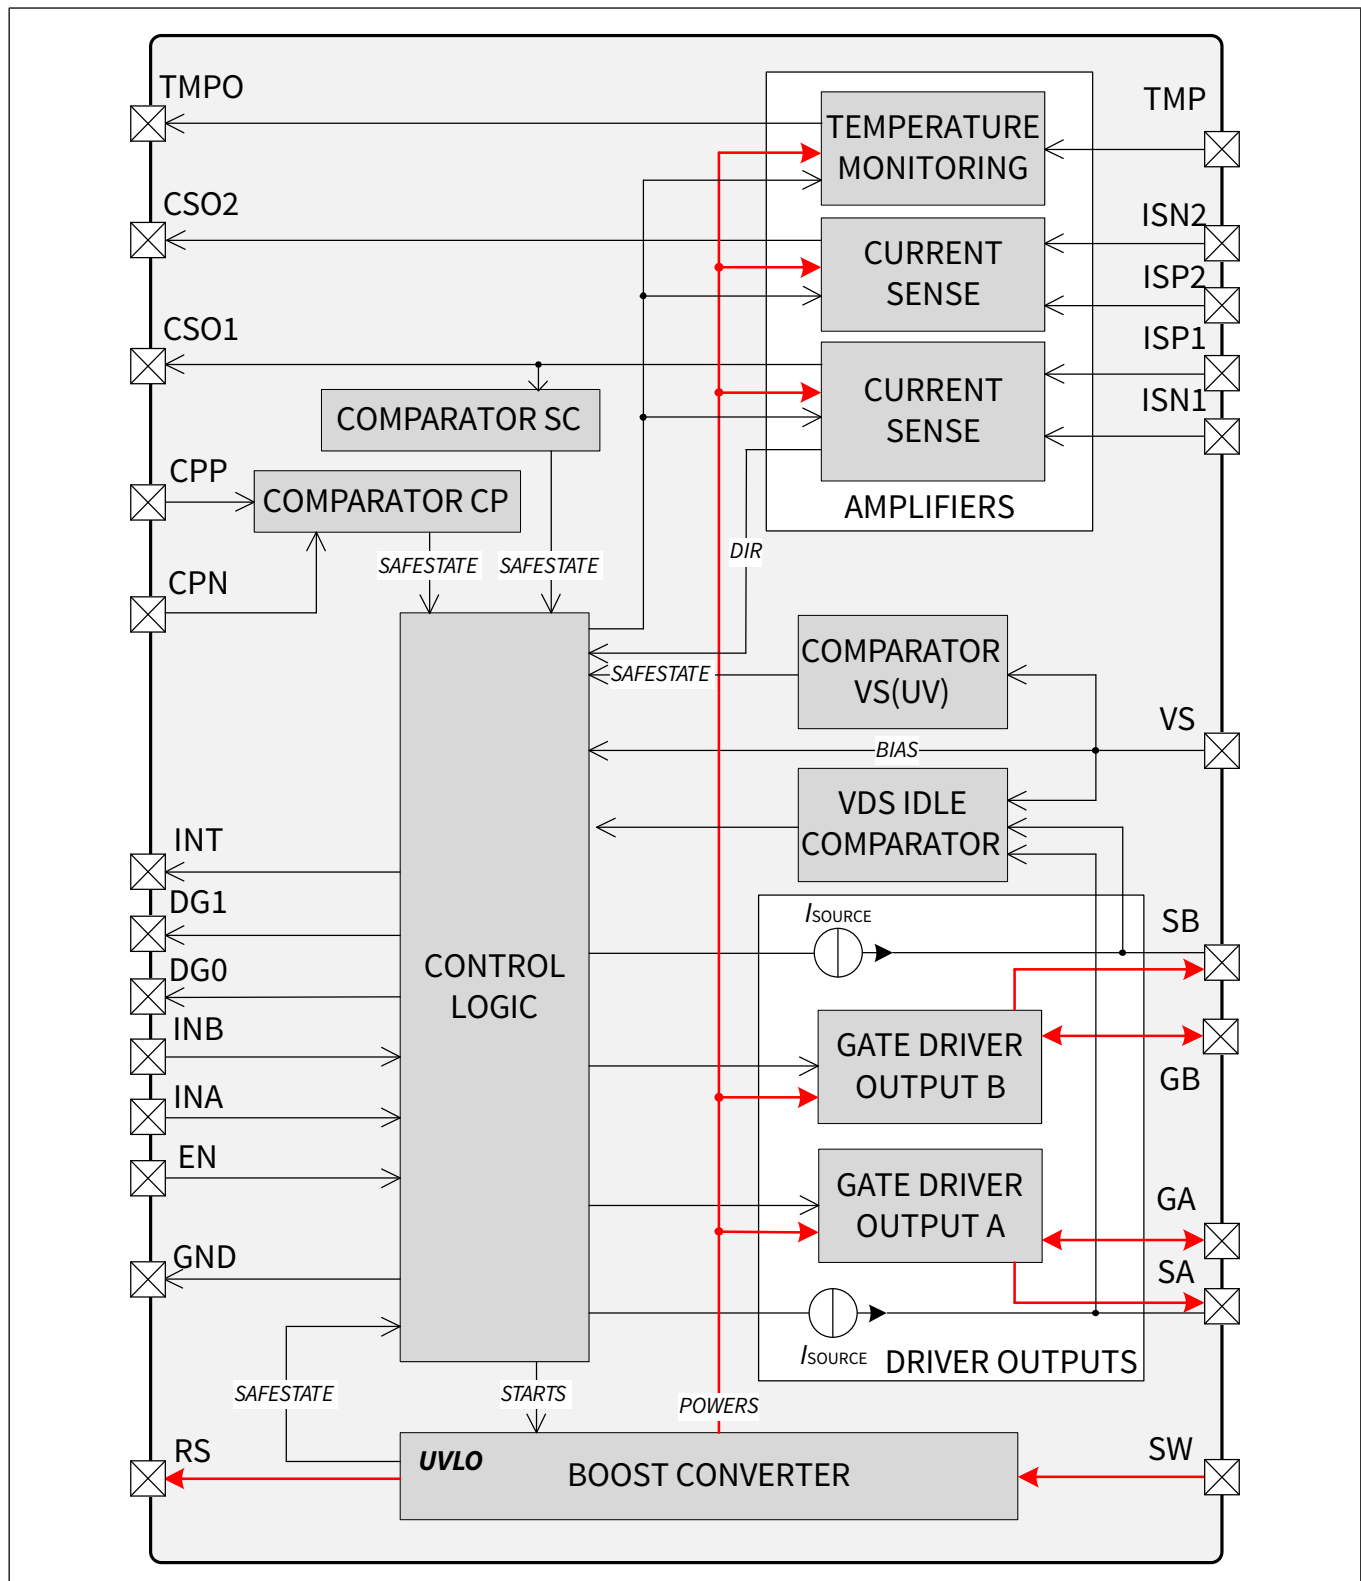 TMPO
TMP
TEMPERATURE
MONITORING
CSO2
ISN2
CURRENT
SENSE
ISP2
CSO1
ISP1
CURRENT
SENSE
ISN1
COMPARATOR SC
AMPLIFIERS
CPP
COMPARATOR CP
SAFESTATE
SAFESTATE
DIR
CPN
COMPARATOR
VS(UV)
SAFESTATE
VS
BIAS
VDS IDLE
COMPARATOR
INT
DG1
ISOURCE
SB
DG0
CONTROL
LOGIC
INB
GATE DRIVER
OUTPUT B
GB
INA
EN
GATE DRIVER
OUTPUT A
GA
GND
SA
ISOURCE
DRIVER OUTPUTS
SAFESTATE
STARTS
POWERS
RS
UVLO
BOOST CONVERTER
SW